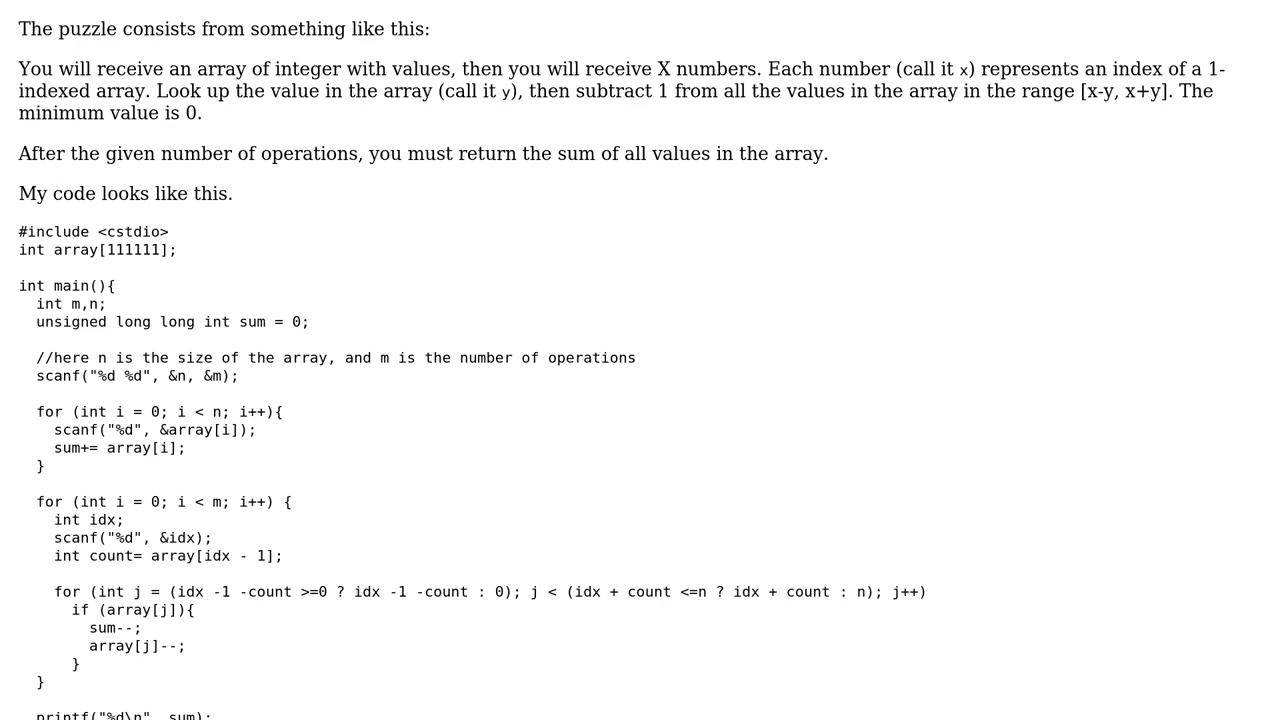 The puzzle consists from something like this:
You will receive an array of integer with values, then you will receive X numbers. Each number (call it x) represents an index of a 1-
indexed array. Look up the value in the array (call it y), then subtract 1 from all the values in the array in the range [x-y, x+y]. The
minimum value is 0.
After the given number of operations, you must return the sum of all values in the array.
My code looks like this.
#include <cstdio>
int array[111111];
int main(){
  int m,n;
  unsigned long long int sum = 0;
  //here n is the size of the array, and m is the number of operations
  scanf("%d %d", &n, &m);
  for (int i = 0; i < n; i++){
    scanf("%d", &array[i]);
    sum+= array[i];
  }
  for (int i = 0; i < m; i++) {
    int idx;
    scanf("%d", &idx);
    int count= array[idx - 1];
    for (int j = (idx -1 -count >=0 ? idx -1 -count : 0); j < (idx + count <=n ? idx + count : n); j++)
      if (array[j]){
        sum--;
        array[j]--;
      }
  }
  printf("%d\n", sum);